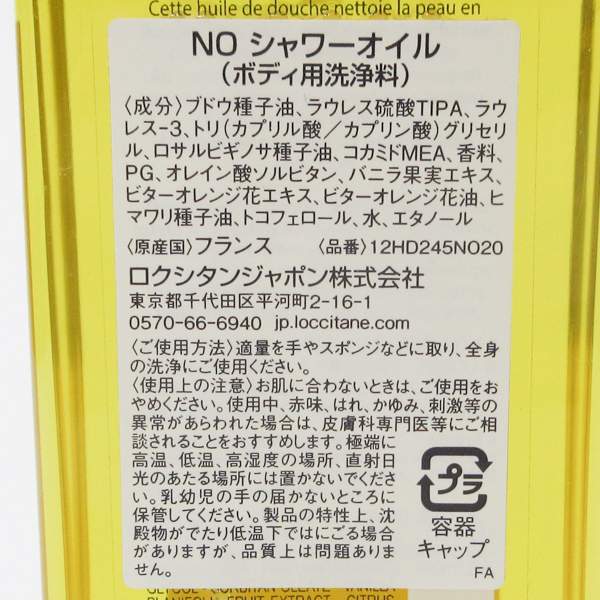 Cette huile de douche nettoie la peau en
NO シャワーオイル
（ボディ用洗浄料）
〈成分〉ブドウ種子油、ラウレス硫酸TIPA、ラウ
レス-3、トリ（カプリル酸／カプリン酸）グリセリ
ル、ロサルビギノサ種子油、コカミドMEA、香料、
PG、オレイン酸ソルビタン、バニラ果実エキス、
ビターオレンジ花エキス、ビターオレンジ花油、ヒ
マワリ種子油、トコフェロール、水、エタノール
〈原産国〉フランス 〈品番〉12HD245NO20
ロクシタンジャポン株式会社
東京都千代田区平河町2-16-1
0570-66-6940 jp.loccitane.com
〈ご使用方法〉適量を手やスポンジなどに取り、全身
の洗浄にご使用ください。
〈使用上の注意〉お肌に合わないときは、ご使用をお
やめください。使用中、赤味、はれ、かゆみ、刺激等の
異常があらわれた場合は、皮膚科専門医等にご相
談されることをおすすめします。極端に
高温、低温、高湿度の場所、直射日
光のあたる場所には置かないでくだ
さい。乳幼児の手の届かないところに
保管してください。製品の特性上、沈
殿物がでたり低温下ではにごる場合
がありますが、品質上は問題ありませ
ん。
プラ
容器
キャップ
FA